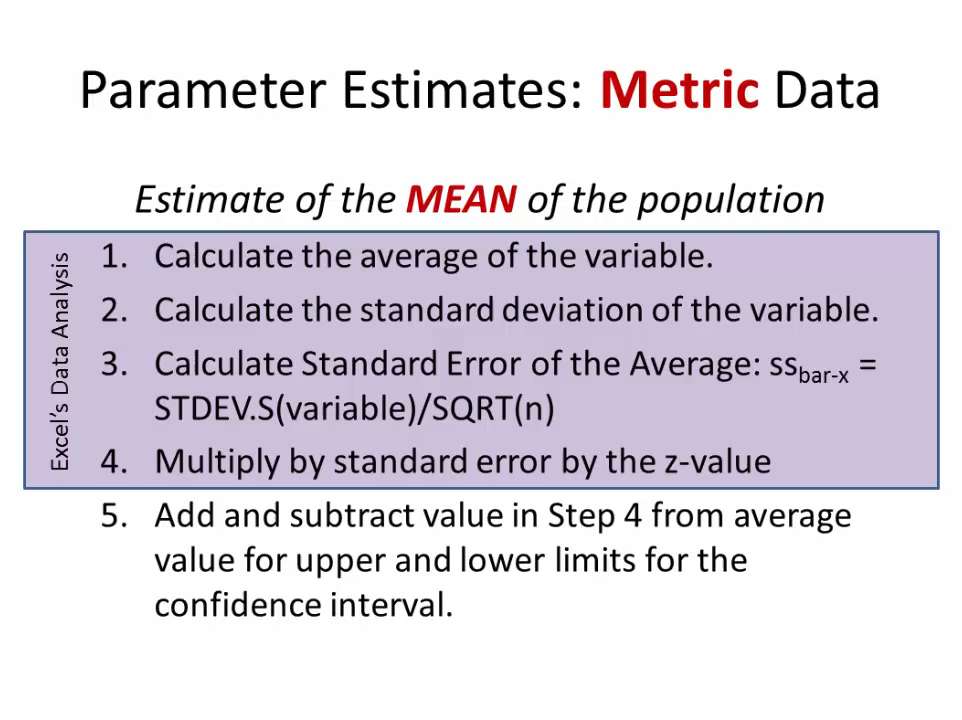 Parameter Estimates: Metric Data
Estimate of the MEAN of the population
Excel's Data Analysis
1. Calculate the average of the variable.
2. Calculate the standard deviation of the variable.
3. Calculate Standard Error of the Average: ss bar-x =
STDEV.S(variable)/SQRT(n)
4. Multiply by standard error by the z-value
5. Add and subtract value in Step 4 from average
value for upper and lower limits for the
confidence interval.